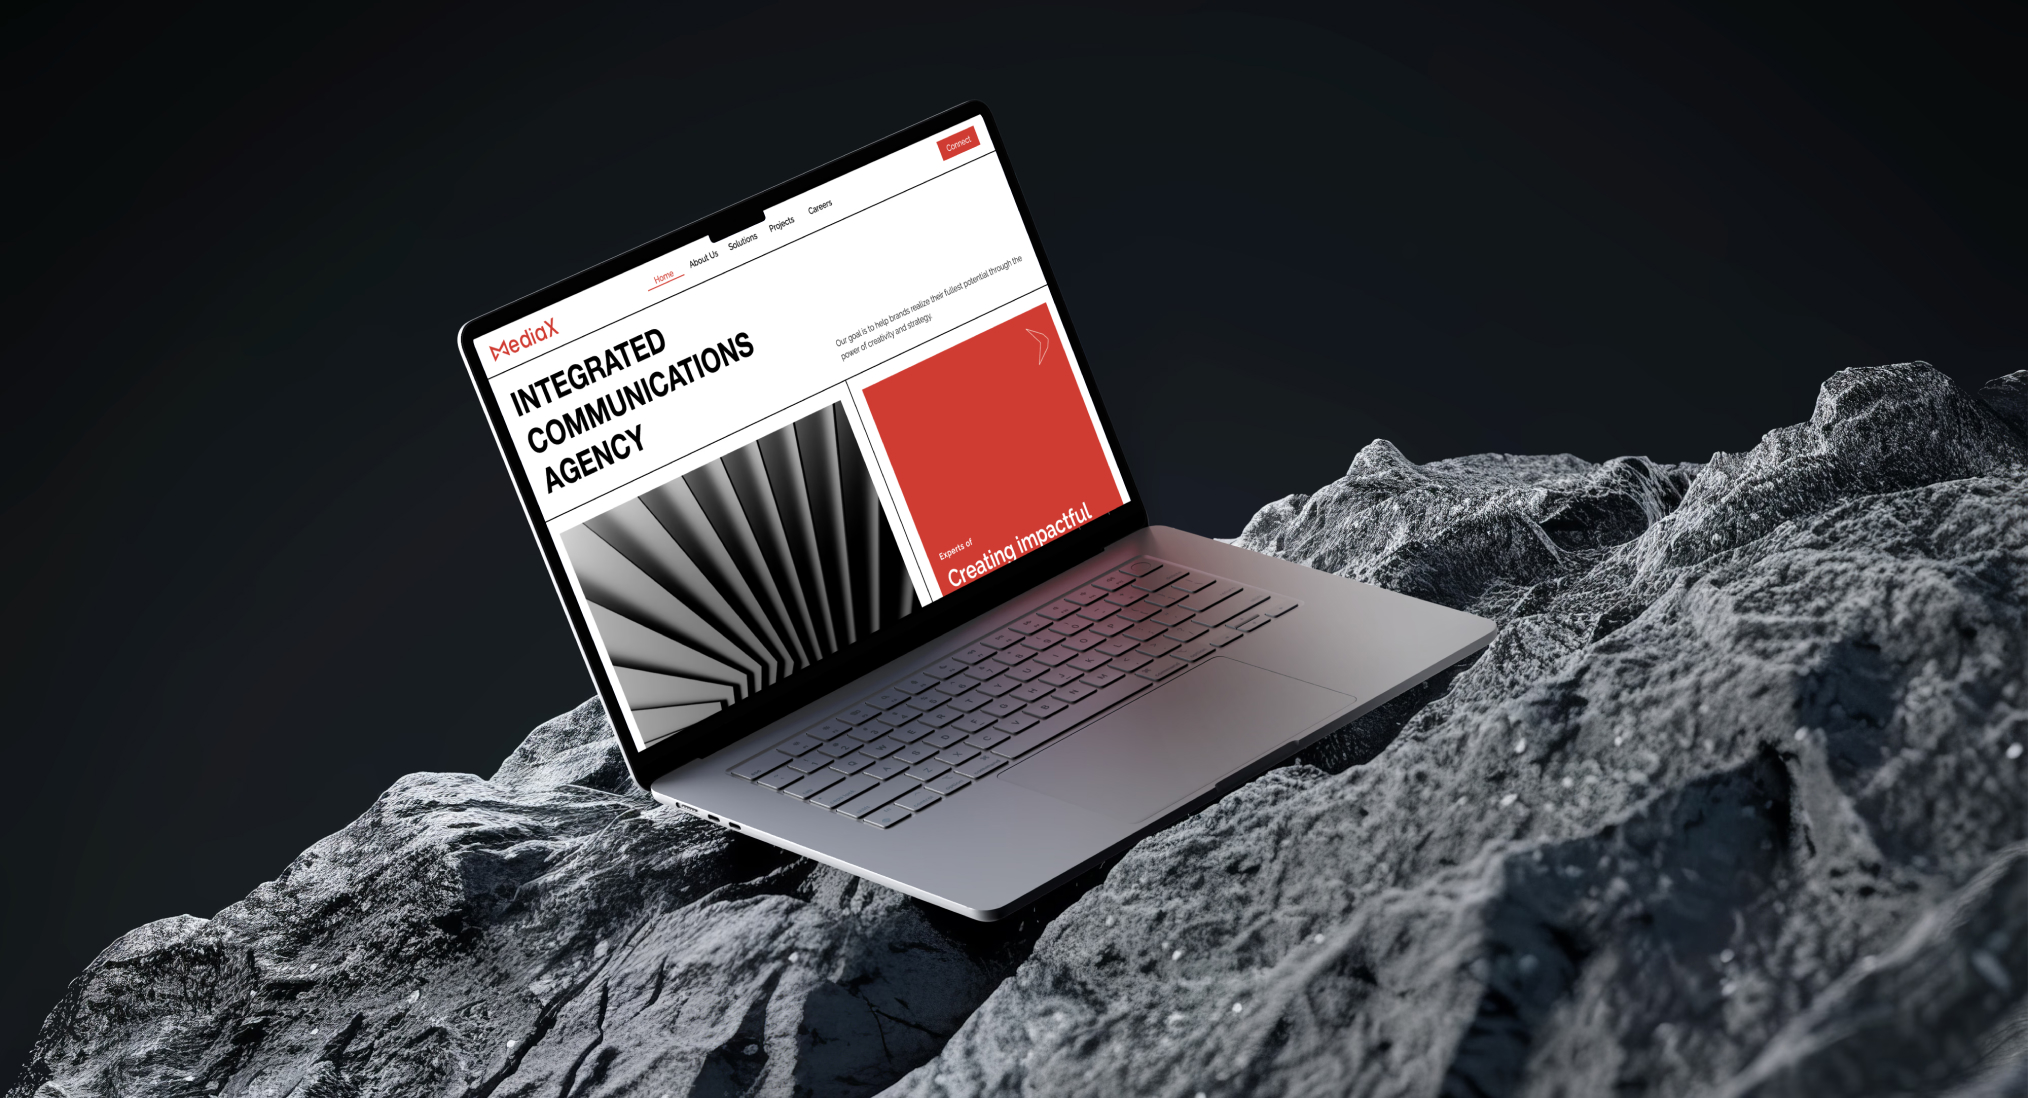 MediaX
Home
About Us
Solutions
Projects
Careers
Connect
INTEGRATED
COMMUNICATIONS
AGENCY
Our goal is to help brands realize their fullest potential through the
power of creativity and strategy.
Experts of
Creating impactful